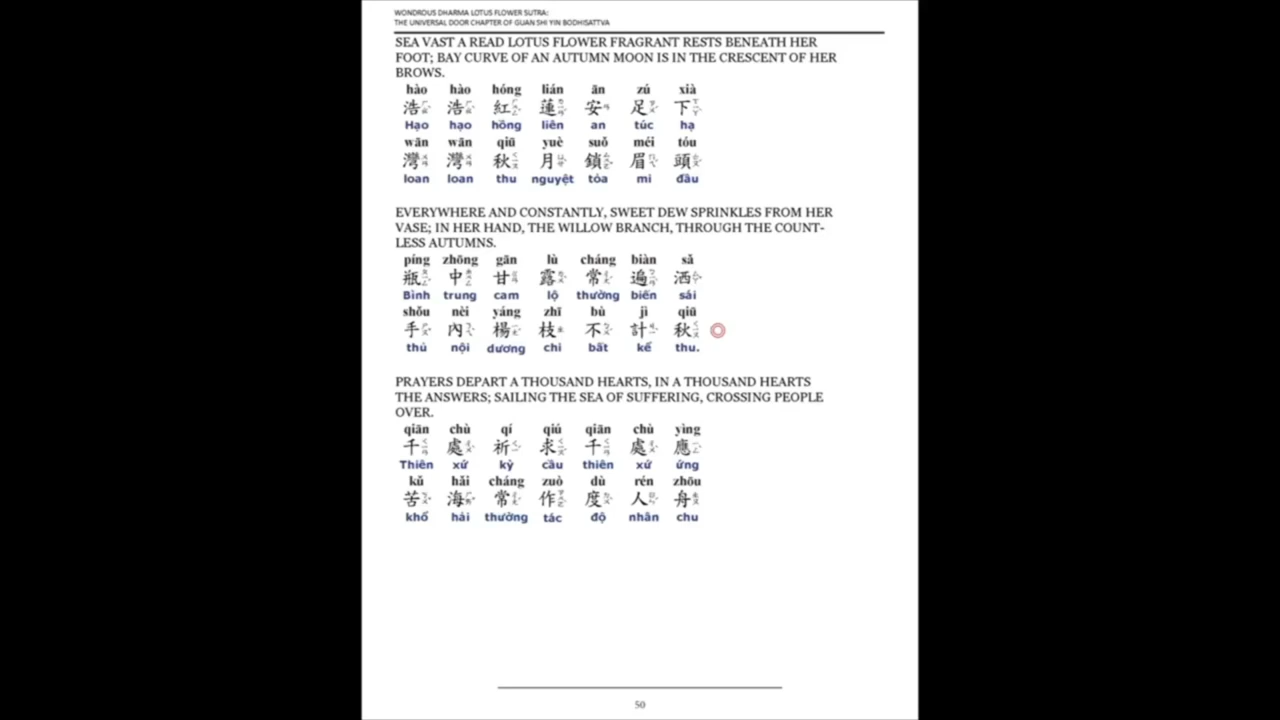 WONDROUS DHARMA LOTUS FLOWER SUTRA:
THE UNIVERSAL DOOR CHAPTER OF GUAN SHI YIN BODHISATTVA
SEA VAST A READ LOTUS FLOWER FRAGRANT RESTS BENEATH HER
FOOT; BAY CURVE OF AN AUTUMN MOON IS IN THE CRESCENT OF HER
BROWS.
hào hào hóng lián ān zú xià
浩 浩 紅 蓮 安 足 下
Hạo hạo hồng liên an túc hạ
wān wān qiū yuè suǒ méi tóu
灣 灣 秋 月 鎖 眉 頭
loan loan thu nguyệt tỏa mi đầu
EVERYWHERE AND CONSTANTLY, SWEET DEW SPRINKLES FROM HER
VASE; IN HER HAND, THE WILLOW BRANCH, THROUGH THE COUNT-
LESS AUTUMNS.
píng zhōng gān lù cháng biàn sǎ
瓶 中 甘 露 常 遍 洒
Bình trung cam lộ thường biến sái
shǒu nèi yáng zhī bù jì qiū
手 內 楊 枝 不 計 秋
thủ nội dương chi bất kế thu.
PRAYERS DEPART A THOUSAND HEARTS, IN A THOUSAND HEARTS
THE ANSWERS; SAILING THE SEA OF SUFFERING, CROSSING PEOPLE
OVER.
qiān chù qí qiú qiān chù yìng
千 處 祈 求 千 處 應
Thiên xứ kỳ cầu thiên xứ ứng
kǔ hǎi cháng zuò dù rén zhōu
苦 海 常 作 度 人 舟
khổ hải thường tác độ nhân chu
50